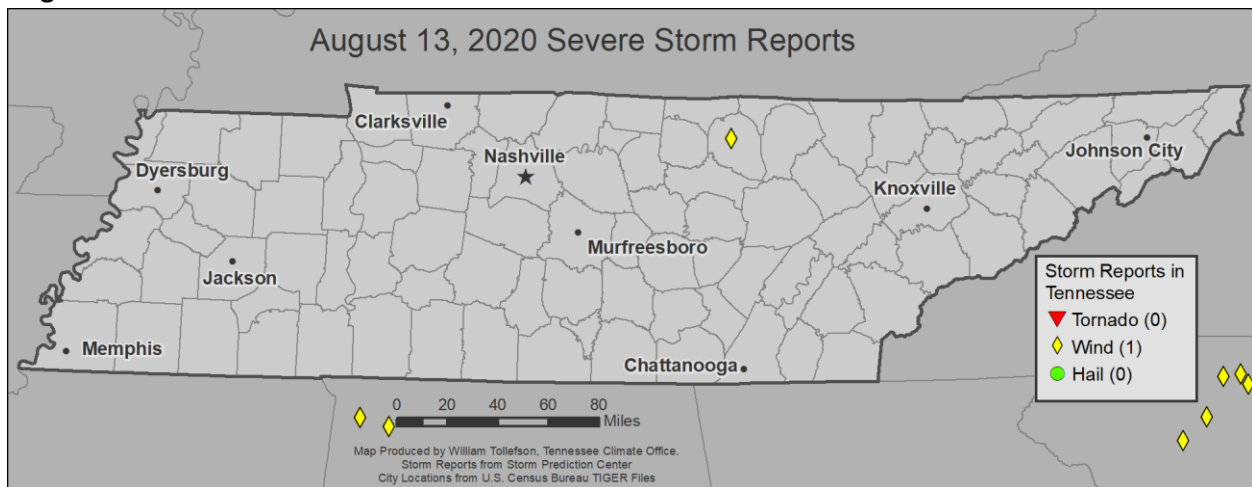 August 13, 2020 Severe Storm Reports
Clarksville
Nashville
Johnson City
Dyersburg
Knoxville
Murfreesboro
Jackson
Storm Reports in
Tennessee
Tornado (0)
Wind (1)
Hail (0)
Memphis
Chattanooga
0 20 40 60 80
Miles
Map Produced by William Tollefson, Tennessee Climate Office.
Storm Reports from Storm Prediction Center
City Locations from U.S. Census Bureau TIGER Files